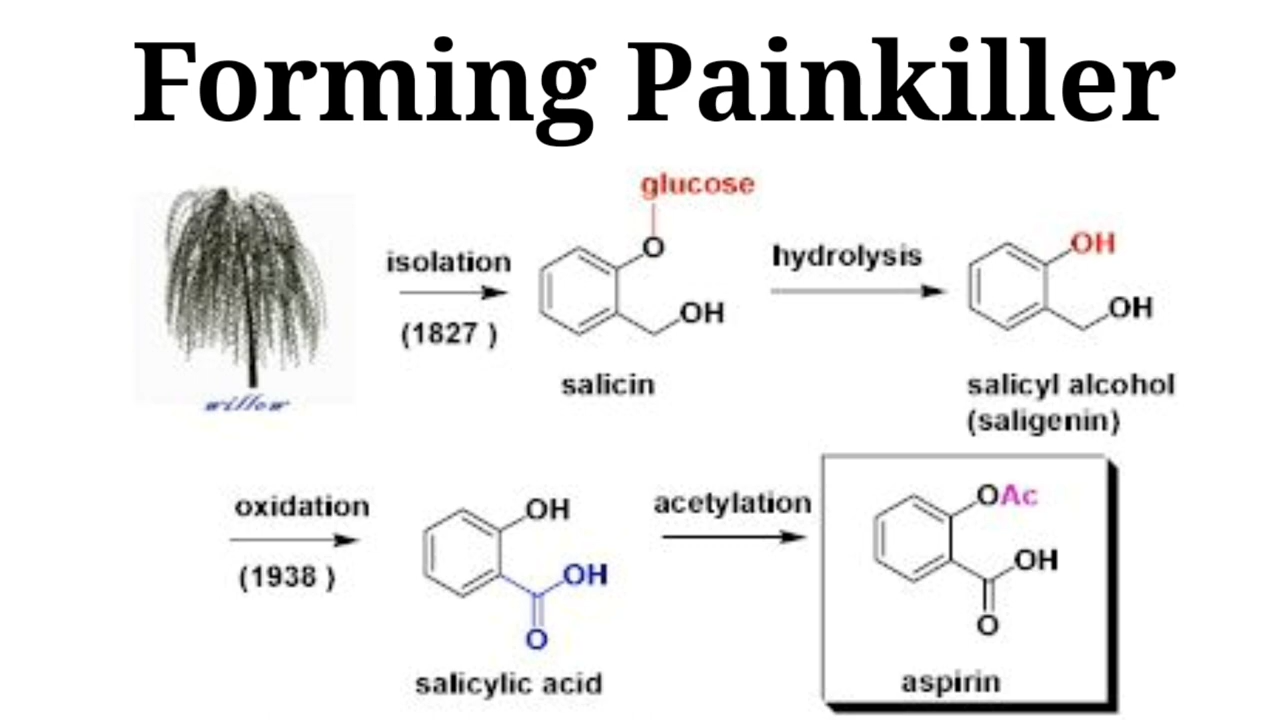 Forming Painkiller
willow
isolation
(1827 )
glucose
O
OH
salicin
hydrolysis
OH
OH
salicyl alcohol
(saligenin)
oxidation
(1938 )
OH
OH
O
salicylic acid
acetylation
OAc
OH
O
aspirin